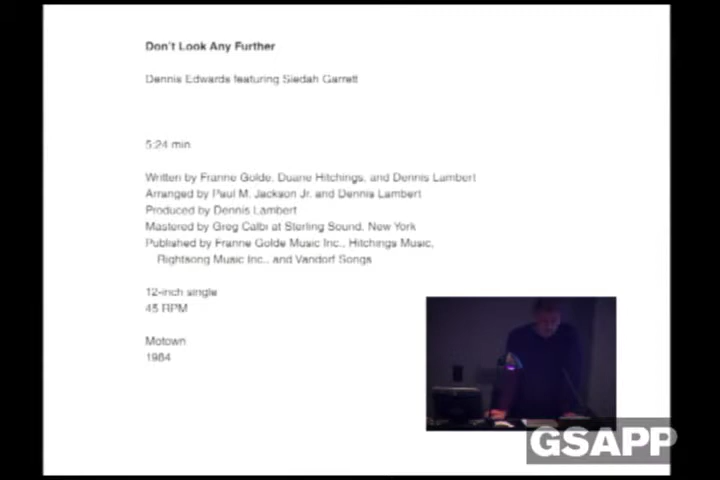 Don't Look Any Further
Dennis Edwards featuring Siedah Garrett
5:24 min
Written by Franne Golde, Duane Hitchings, and Dennis Lambert
Arranged by Paul M. Jackson Jr. and Dennis Lambert
Produced by Dennis Lambert
Mastered by Greg Calbi at Sterling Sound, New York
Published by Franne Golde Music Inc., Hitchings Music,
Rightsong Music Inc., and Vandorf Songs
12-inch single
45 RPM
Motown
1984
GSAPP